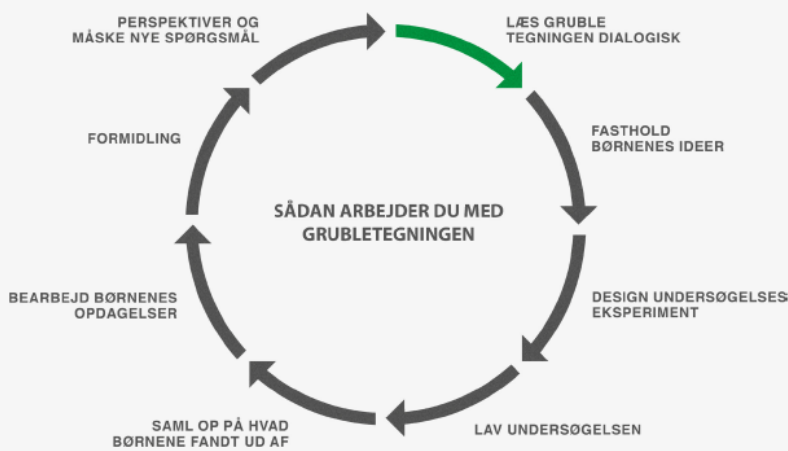 SÅDAN ARBEJDER DU MED
GRUBLETEGNINGEN
LÆS GRUBLE
TEGNINGEN DIALOGISK
FASTHOLD
BØRNENES IDEER
DESIGN UNDERSØGELSES
EKSPERIMENT
LAV UNDERSØGELSEN
SAML OP PÅ HVAD
BØRNENE FANDT UD AF
BEARBEJD BØRNENES
OPDAGELSER
FORMIDLING
PERSPEKTIVER OG
MÅSKE NYE SPØRGSMÅL